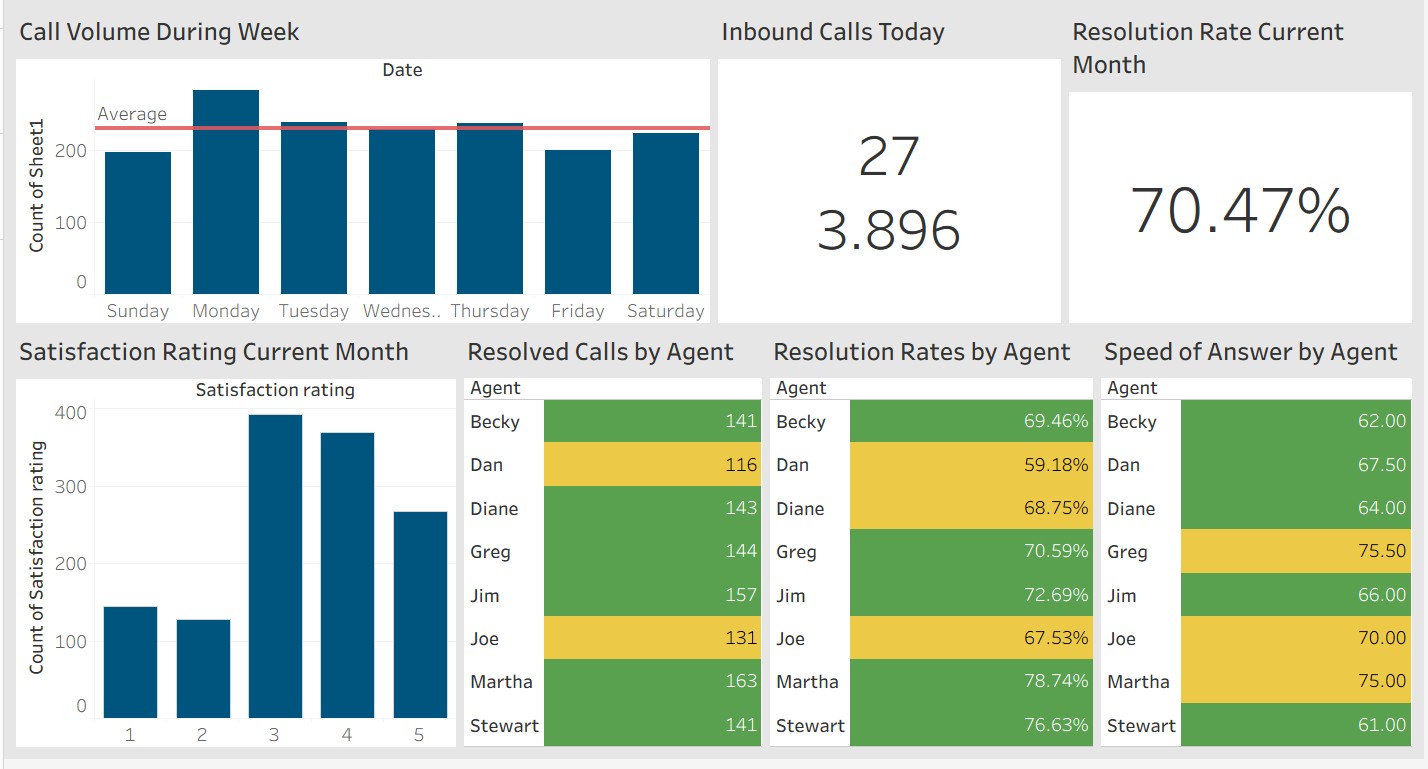 Call Volume During Week
Date
Average
Count of Sheet1
200
100
0
Sunday Monday Tuesday Wednes.. Thursday Friday Saturday
Inbound Calls Today
27
3.896
Resolution Rate Current
Month
70.47%
Satisfaction Rating Current Month
Satisfaction rating
Count of Satisfaction rating
400
300
200
100
0
1 2 3 4 5
Resolved Calls by Agent
Agent
Becky 141
Dan 116
Diane 143
Greg 144
Jim 157
Joe 131
Martha 163
Stewart 141
Resolution Rates by Agent
Agent
Becky 69.46%
Dan 59.18%
Diane 68.75%
Greg 70.59%
Jim 72.69%
Joe 67.53%
Martha 78.74%
Stewart 76.63%
Speed of Answer by Agent
Agent
Becky 62.00
Dan 67.50
Diane 64.00
Greg 75.50
Jim 66.00
Joe 70.00
Martha 75.00
Stewart 61.00